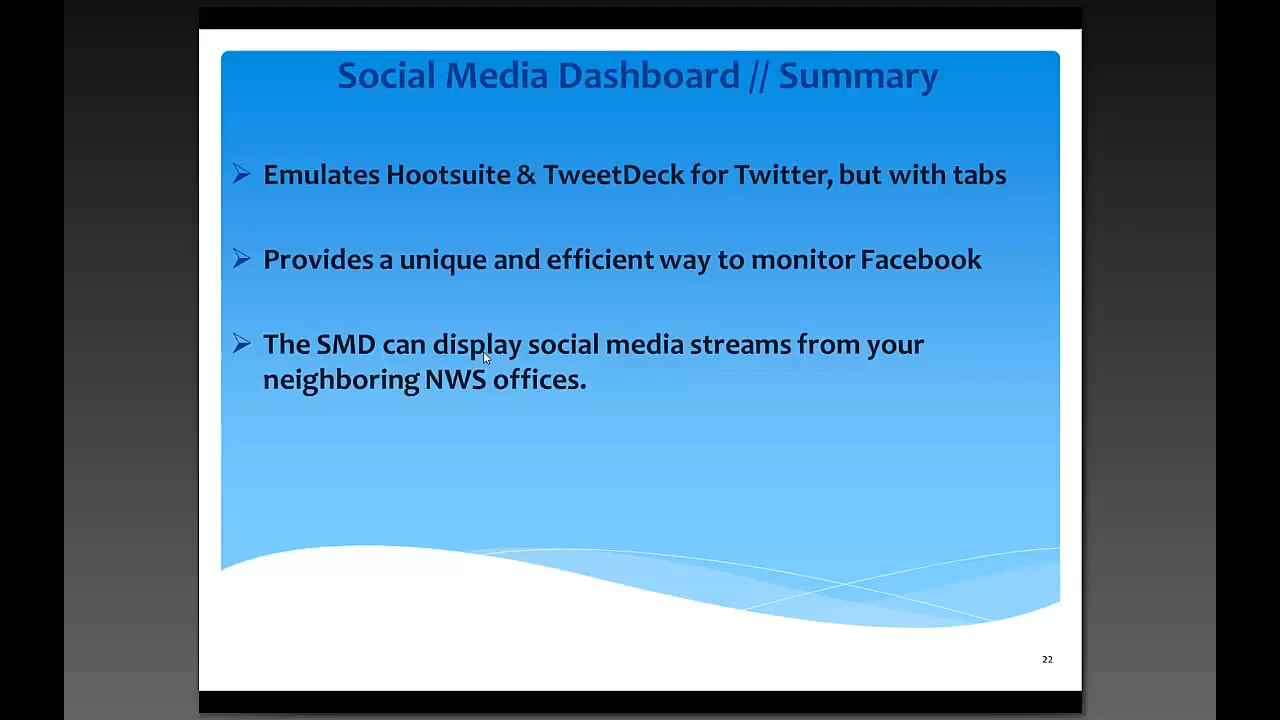 Social Media Dashboard // Summary
Emulates Hootsuite & TweetDeck for Twitter, but with tabs
Provides a unique and efficient way to monitor Facebook
The SMD can display social media streams from your
neighboring NWS offices.
22